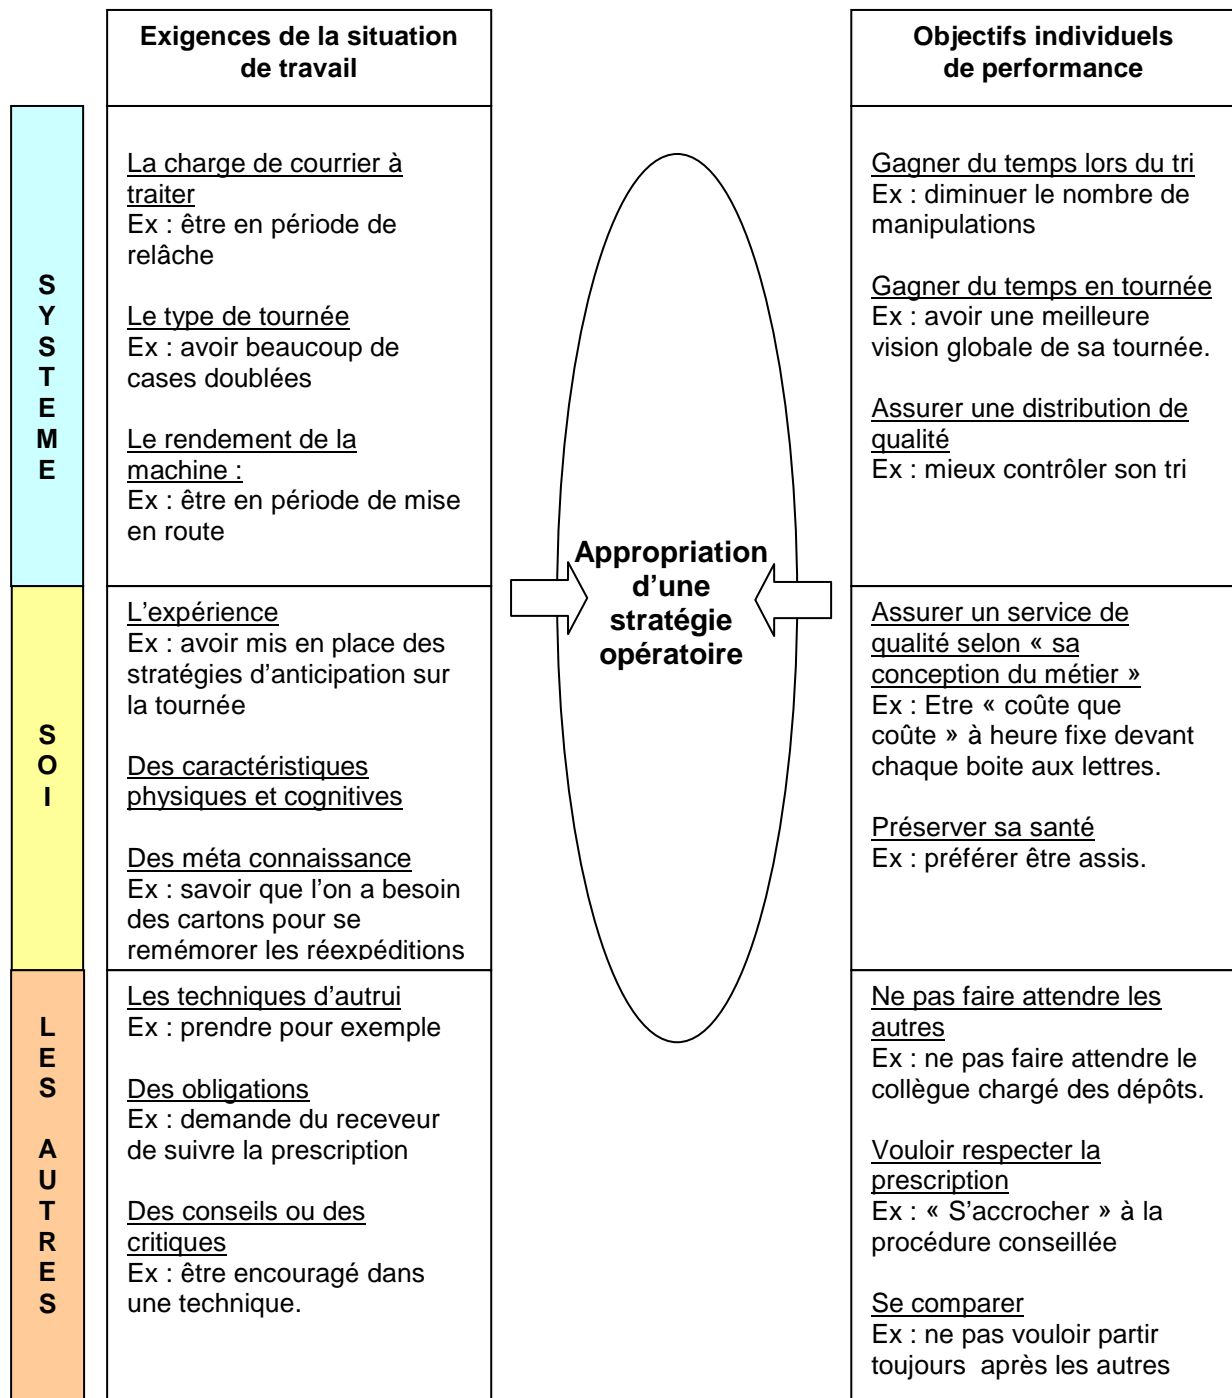 Exigences de la situation
de travail
Objectifs individuels
de performance
SYSTEME
La charge de courrier à
traiter
Ex : être en période de
relâche
Le type de tournée
Ex : avoir beaucoup de
cases doublées
Le rendement de la
machine :
Ex : être en période de mise
en route
Gagner du temps lors du tri
Ex : diminuer le nombre de
manipulations
Gagner du temps en tournée
Ex : avoir une meilleure
vision globale de sa tournée.
Assurer une distribution de
qualité
Ex : mieux contrôler son tri
Appropriation
d’une
stratégie
opératoire
SOI
L’expérience
Ex : avoir mis en place des
stratégies d’anticipation sur
la tournée
Des caractéristiques
physiques et cognitives
Des méta connaissance
Ex : savoir que l’on a besoin
des cartons pour se
remémorer les réexpéditions
Assurer un service de
qualité selon « sa
conception du métier »
Ex : Etre « coûte que
coûte » à heure fixe devant
chaque boite aux lettres.
Préserver sa santé
Ex : préférer être assis.
LES AUTRES
Les techniques d’autrui
Ex : prendre pour exemple
Des obligations
Ex : demande du receveur
de suivre la prescription
Des conseils ou des
critiques
Ex : être encouragé dans
une technique.
Ne pas faire attendre les
autres
Ex : ne pas faire attendre le
collègue chargé des dépôts.
Vouloir respecter la
prescription
Ex : « S’accrocher » à la
procédure conseillée
Se comparer
Ex : ne pas vouloir partir
toujours après les autres